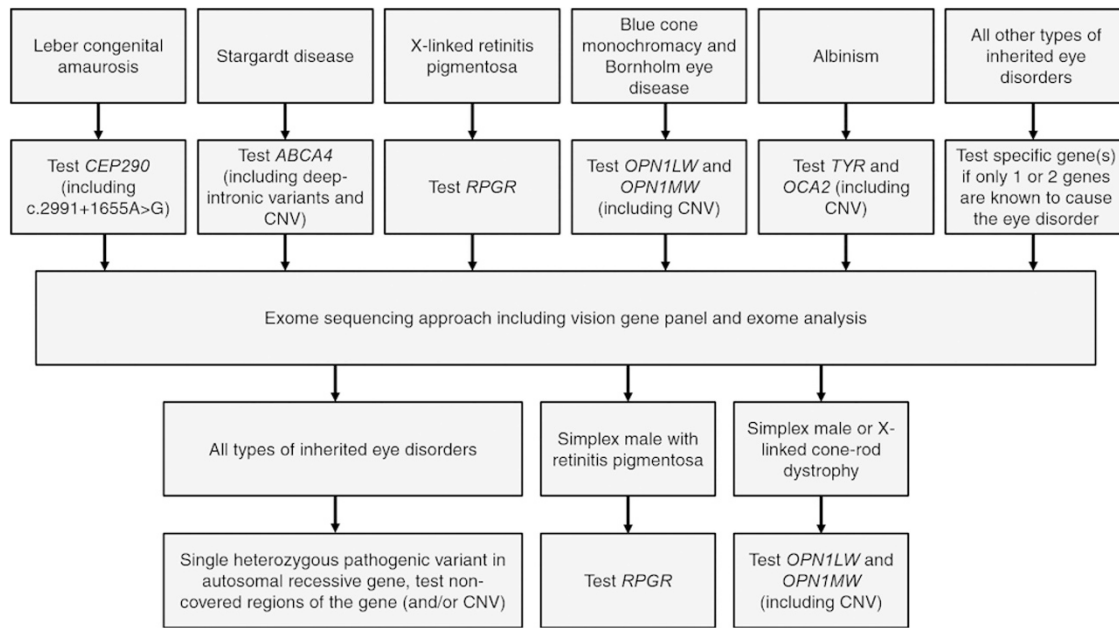 Leber congenital
amaurosis
Stargardt disease
X-linked retinitis
pigmentosa
Blue cone
monochromacy and
Bornholm eye
disease
Albinism
All other types of
inherited eye
disorders
Test CEP290
(including
c.2991+1655A>G)
Test ABCA4
(including deep-
intronic variants and
CNV)
Test RPGR
Test OPN1LW and
OPN1MW
(including CNV)
Test TYR and
OCA2 (including
CNV)
Test specific gene(s)
if only 1 or 2 genes
are known to cause
the eye disorder
Exome sequencing approach including vision gene panel and exome analysis
All types of inherited eye disorders
Simplex male with
retinitis pigmentosa
Simplex male or X-
linked cone-rod
dystrophy
Single heterozygous pathogenic variant in
autosomal recessive gene, test non-
covered regions of the gene (and/or CNV)
Test RPGR
Test OPN1LW and
OPN1MW
(including CNV)